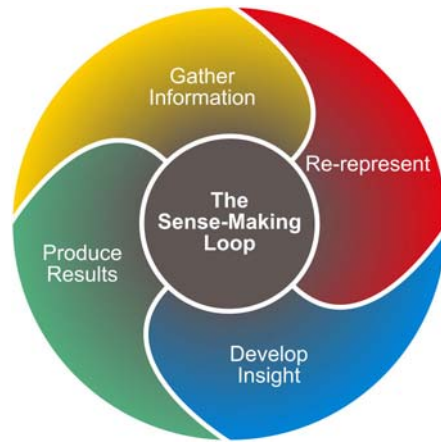 Gather
Information
Re-represent
The
Sense-Making
Loop
Produce
Results
Develop
Insight